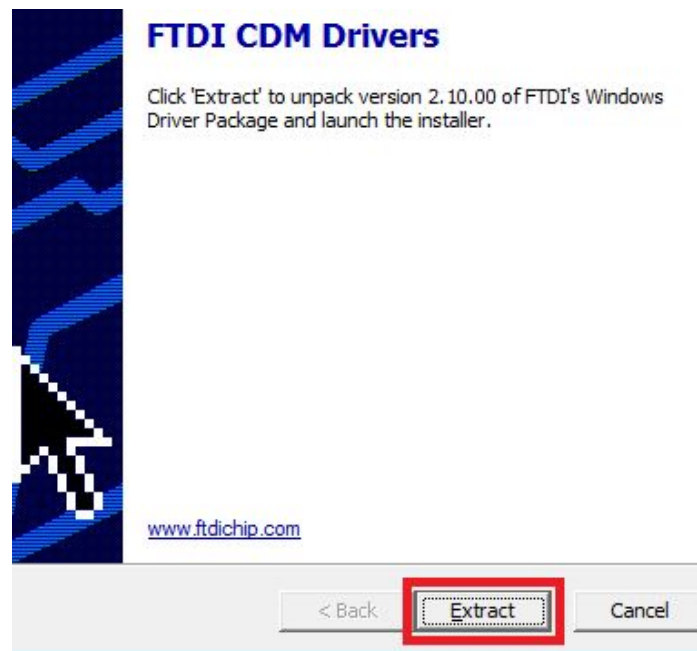 FTDI CDM Drivers
Click 'Extract' to unpack version 2.10.00 of FTDI's Windows
Driver Package and launch the installer.
www.ftdichip.com
< Back Extract Cancel